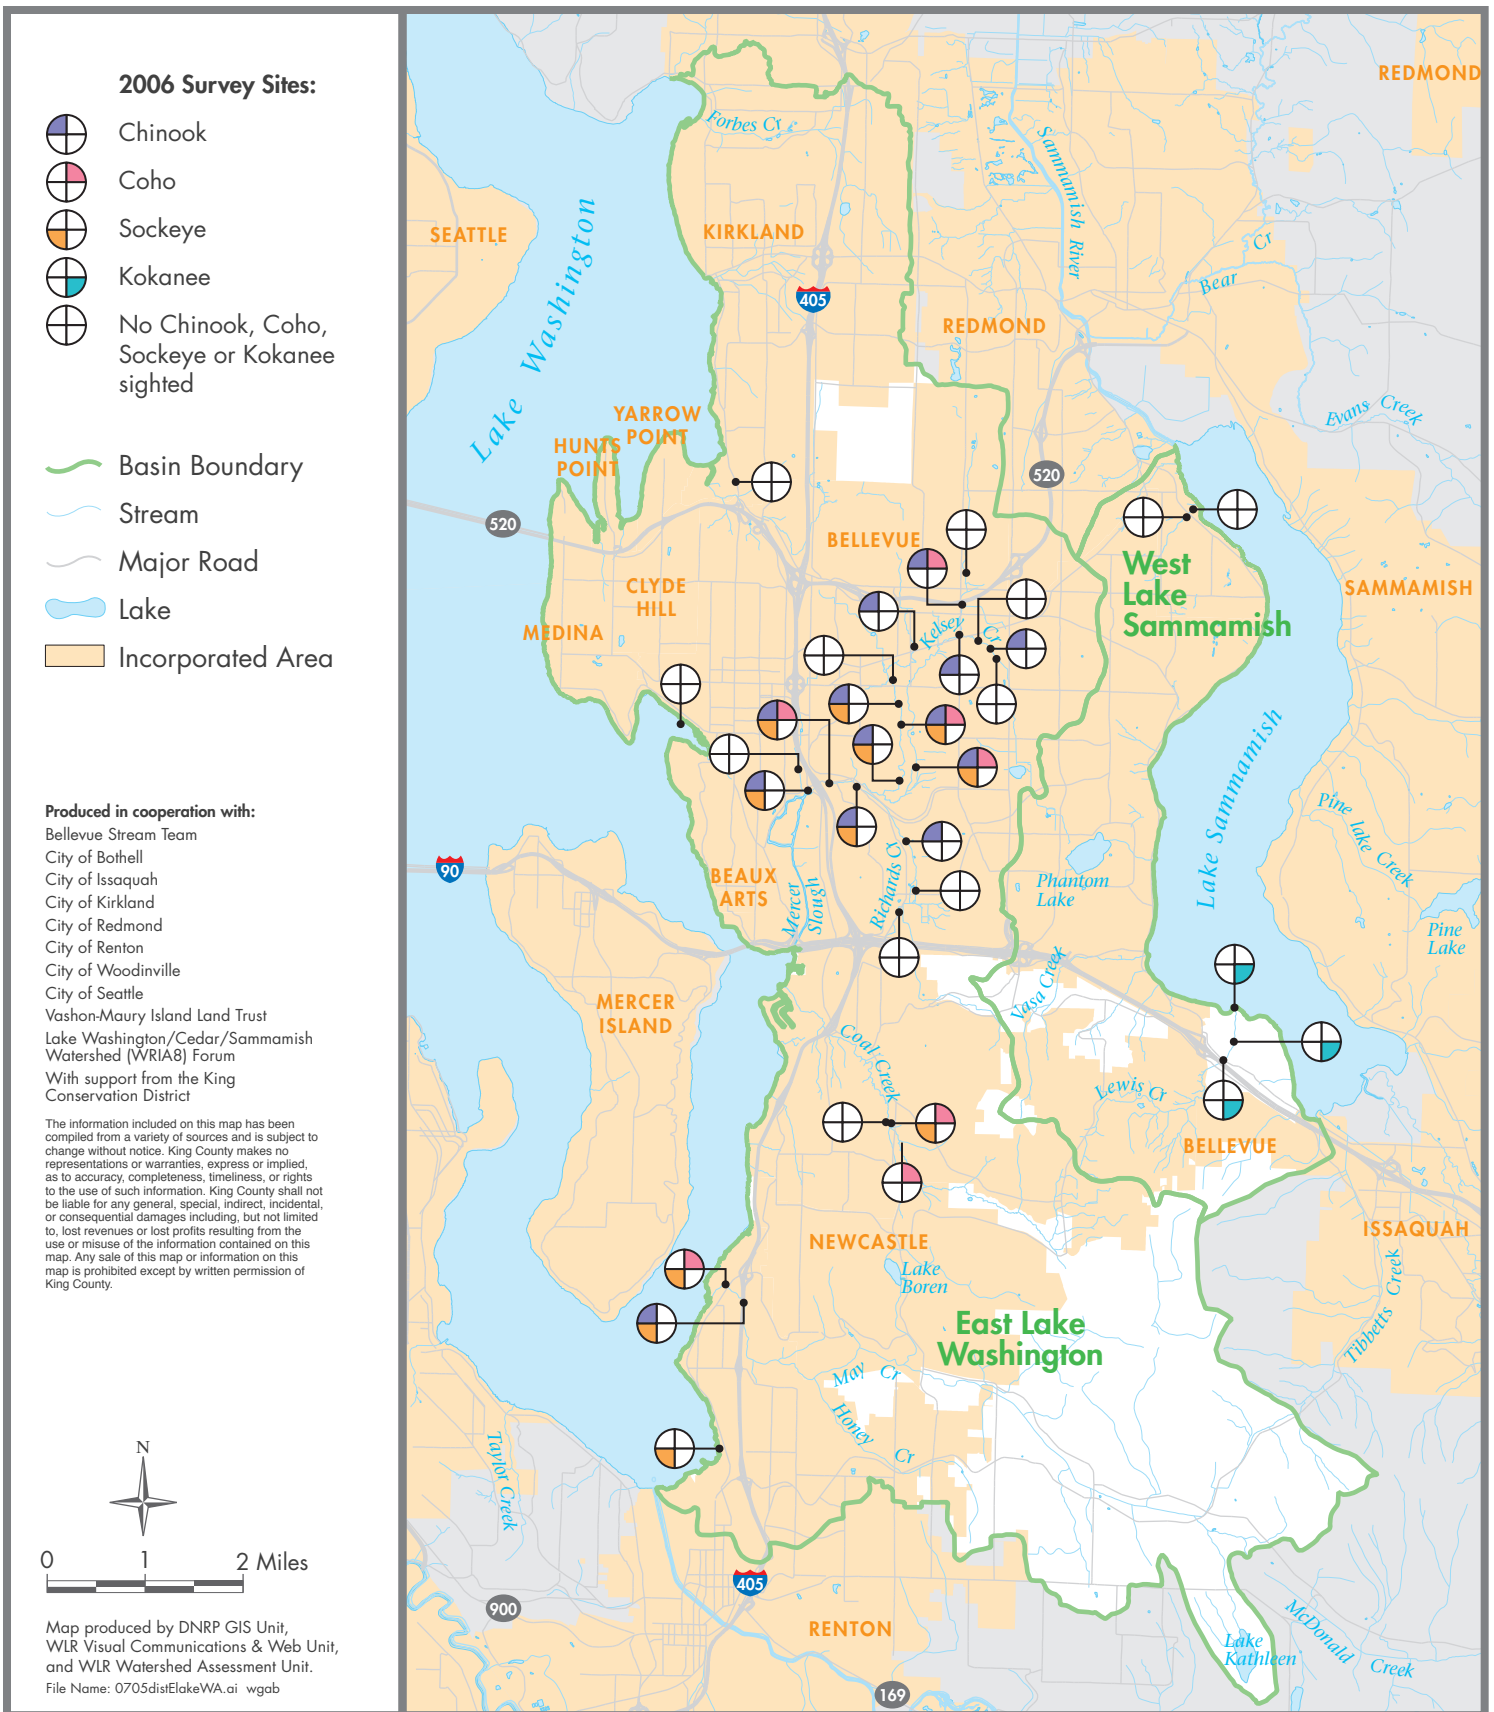 2006 Survey Sites:
Chinook
Coho
Sockeye
Kokanee
No Chinook, Coho,
Sockeye or Kokanee
sighted
Basin Boundary
Stream
Major Road
Lake
Incorporated Area
Produced in cooperation with:
Bellevue Stream Team
City of Bothell
City of Issaquah
City of Kirkland
City of Redmond
City of Renton
City of Woodinville
City of Seattle
Vashon-Maury Island Land Trust
Lake Washington/Cedar/Sammamish
Watershed (WRIA8) Forum
With support from the King
Conservation District
The information included on this map has been
compiled from a variety of sources and is subject to
change without notice. King County makes no
representations or warranties, express or implied,
as to accuracy, completeness, timeliness, or rights
to the use of such information. King County shall not
be liable for any general, special, indirect, incidental,
or consequential damages including, but not limited
to, lost revenues or lost profits resulting from the
use or misuse of the information contained on this
map. Any sale of this map or information on this
map is prohibited except by written permission of
King County.
N
0 1 2 Miles
Map produced by DNRP GIS Unit,
WLR Visual Communications & Web Unit,
and WLR Watershed Assessment Unit.
File Name: 0705distElakeWA.ai wgab
REDMOND
Forbes Cr
Sammamish River
SEATTLE
KIRKLAND
Lake Washington
Bear Cr
405
REDMOND
Evans Creek
YARROW
POINT
HUNTS
POINT
520
520
BELLEVUE
West
Lake
Sammamish
CLYDE
HILL
SAMMAMISH
MEDINA
Kelsey Cr
Lake Sammamish
Pine lake Creek
90
BEAUX
ARTS
Mercer
Slough
Richards Cr
Phantom
Lake
Pine
Lake
Vasa Creek
MERCER
ISLAND
Coal Creek
Lewis Cr
BELLEVUE
ISSAQUAH
NEWCASTLE
Lake
Boren
East Lake
Washington
Tibbetts Creek
May Cr
Honey Cr
Taylor Creek
405
900
RENTON
McDonald Creek
Lake
Kathleen
169